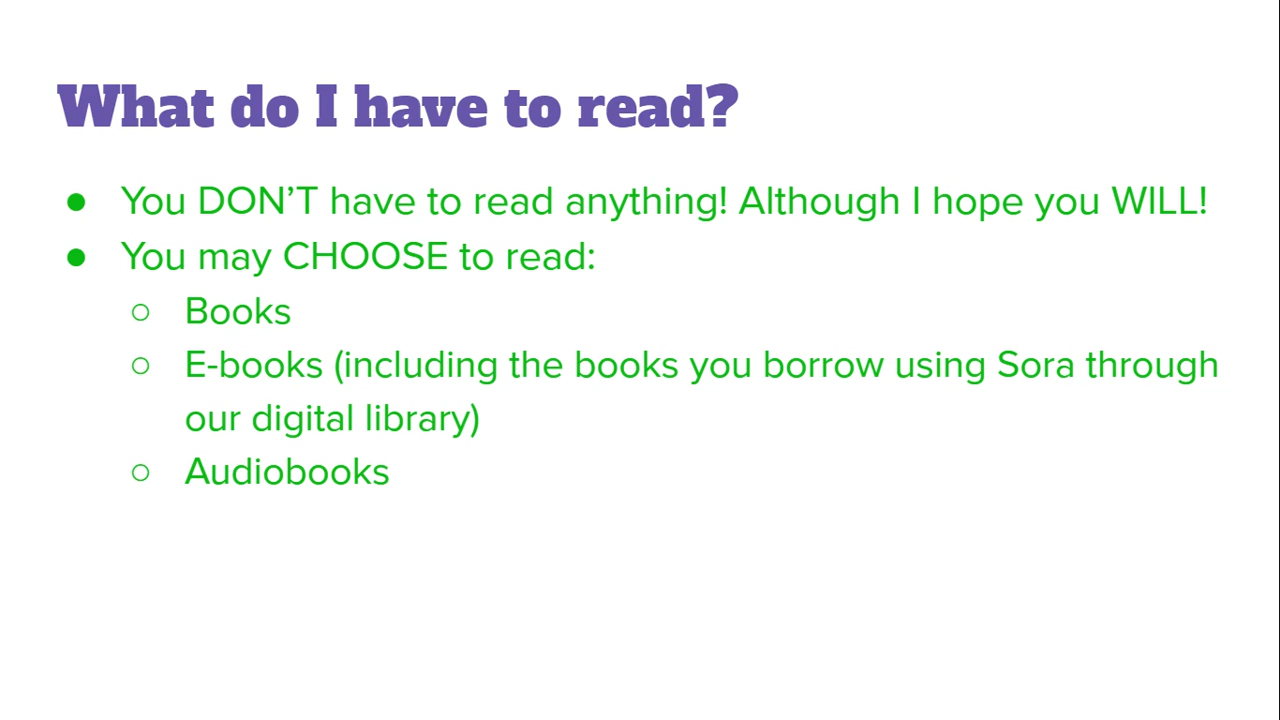 What do I have to read?
● You DON’T have to read anything! Although I hope you WILL!
● You may CHOOSE to read:
○ Books
○ E-books (including the books you borrow using Sora through
our digital library)
○ Audiobooks